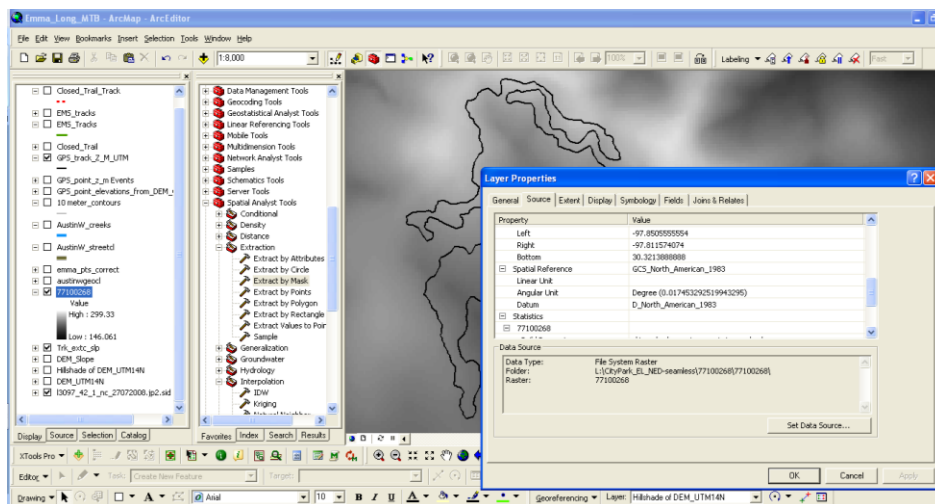 Emma_Long_MTB - ArcMap - ArcEditor
File Edit View Bookmarks Insert Selection Tools Window Help
1:8,000
100%
Labeling
Fast
Closed_Trail_Track
EMS_tracks
EMS_Tracks
Closed_Trail
GPS_track_Z_M_UTM
GPS_point_z_m Events
GPS_point_elevations_from_DEM_
10 meter_contours
AustinW_creeks
AustinW_streetcl
emma_pts_correct
austinwgeocl
77100268
Value
High : 299.33
Low : 146.061
Trk_extc_slp
DEM_Slope
Hillshade of DEM_UTM14N
DEM_UTM14N
l3097_42_1_nc_27072008.jp2.sid
Display Source Selection Catalog
Data Management Tools
Geocoding Tools
Geostatistical Analyst Tools
Linear Referencing Tools
Mobile Tools
Multidimension Tools
Network Analyst Tools
Samples
Schematics Tools
Server Tools
Spatial Analyst Tools
Conditional
Density
Distance
Extraction
Extract by Attributes
Extract by Circle
Extract by Mask
Extract by Points
Extract by Polygon
Extract by Rectangle
Extract Values to Poir
Sample
Generalization
Groundwater
Hydrology
Interpolation
IDW
Kriging
Favorites Index Search Results
Layer Properties
General Source Extent Display Symbology Fields Joins & Relates
Property Value
Left -97.8505555554
Right -97.811574074
Bottom 30.3213888888
Spatial Reference GCS_North_American_1983
Linear Unit
Angular Unit Degree (0.017453292519943295)
Datum D_North_American_1983
Statistics
77100268
Data Source
Data Type: File System Raster
Folder: L:\CityPark_EL_NED-seamless\77100268\
Raster: 77100268
Set Data Source...
OK Cancel Apply
XTools Pro
Editor Task: Create New Feature Target:
Drawing Arial 10 B I U A Georeferencing Layer: Hillshade of DEM_UTM14N